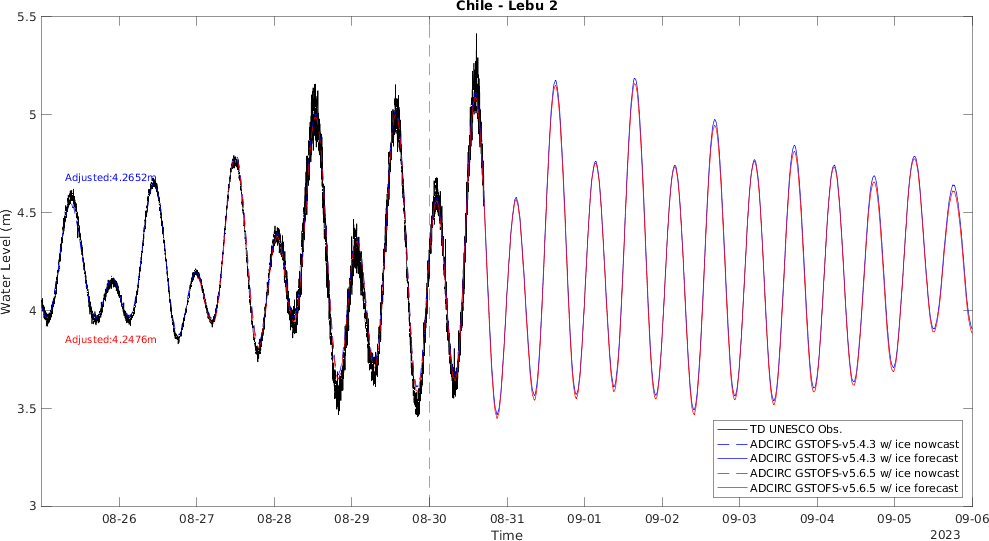 Chile - Lebu 2
5.5
5
4.5
4
3.5
3
Water Level (m)
Adjusted:4.2652m
Adjusted:4.2476m
TD UNESCO Obs.
ADCIRC GSTOFS-v5.4.3 w/ ice nowcast
ADCIRC GSTOFS-v5.4.3 w/ ice forecast
ADCIRC GSTOFS-v5.6.5 w/ ice nowcast
ADCIRC GSTOFS-v5.6.5 w/ ice forecast
08-26 08-27 08-28 08-29 08-30 08-31 09-01 09-02 09-03 09-04 09-05 09-06
Time
2023